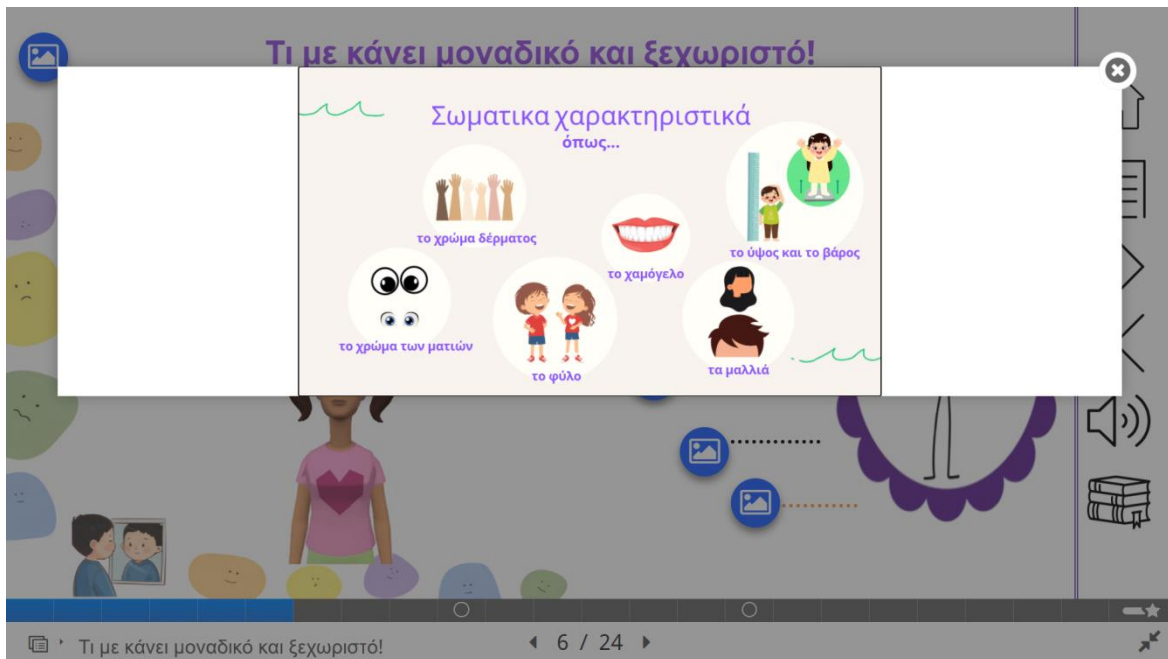 Τι με κάνει μοναδικό και ξεχωριστό!
Σωματικα χαρακτηριστικά
όπως...
το χρώμα δέρματος
το χαμόγελο
το ύψος και το βάρος
το χρώμα των ματιών
το φύλο
τα μαλλιά
Τι με κάνει μοναδικό και ξεχωριστό!
6 / 24